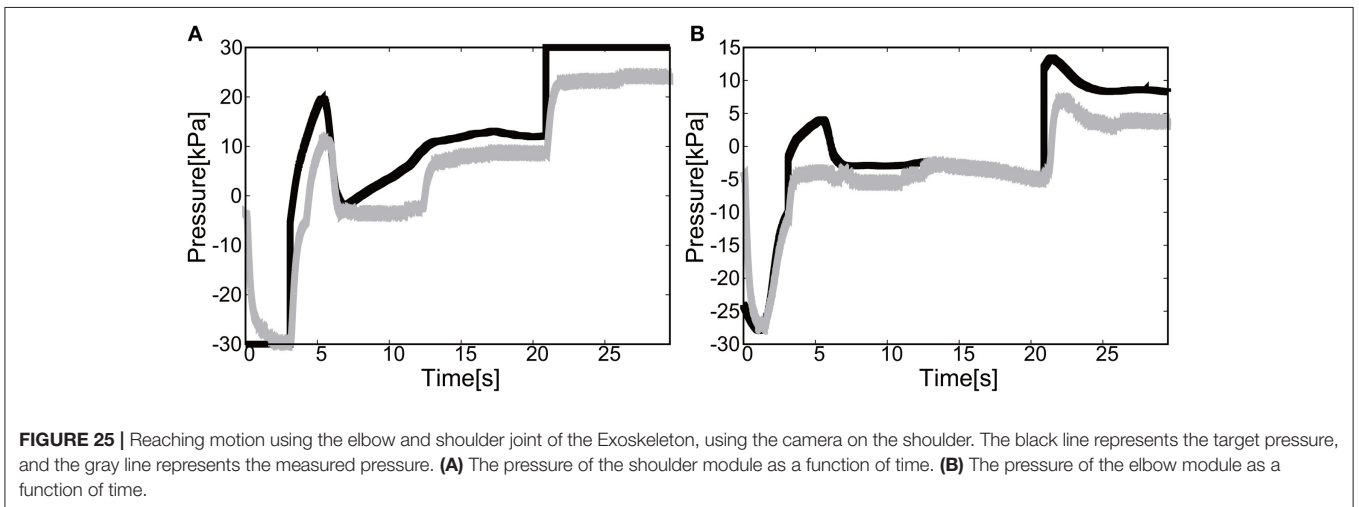 A
B
30
20
10
0
-10
-20
-30
Pressure[kPa]
0 5 10 15 20 25
Time[s]
15
10
5
0
-5
-10
-15
-20
-25
-30
Pressure[kPa]
0 5 10 15 20 25
Time[s]
FIGURE 25 | Reaching motion using the elbow and shoulder joint of the Exoskeleton, using the camera on the shoulder. The black line represents the target pressure,
and the gray line represents the measured pressure. (A) The pressure of the shoulder module as a function of time. (B) The pressure of the elbow module as a
function of time.